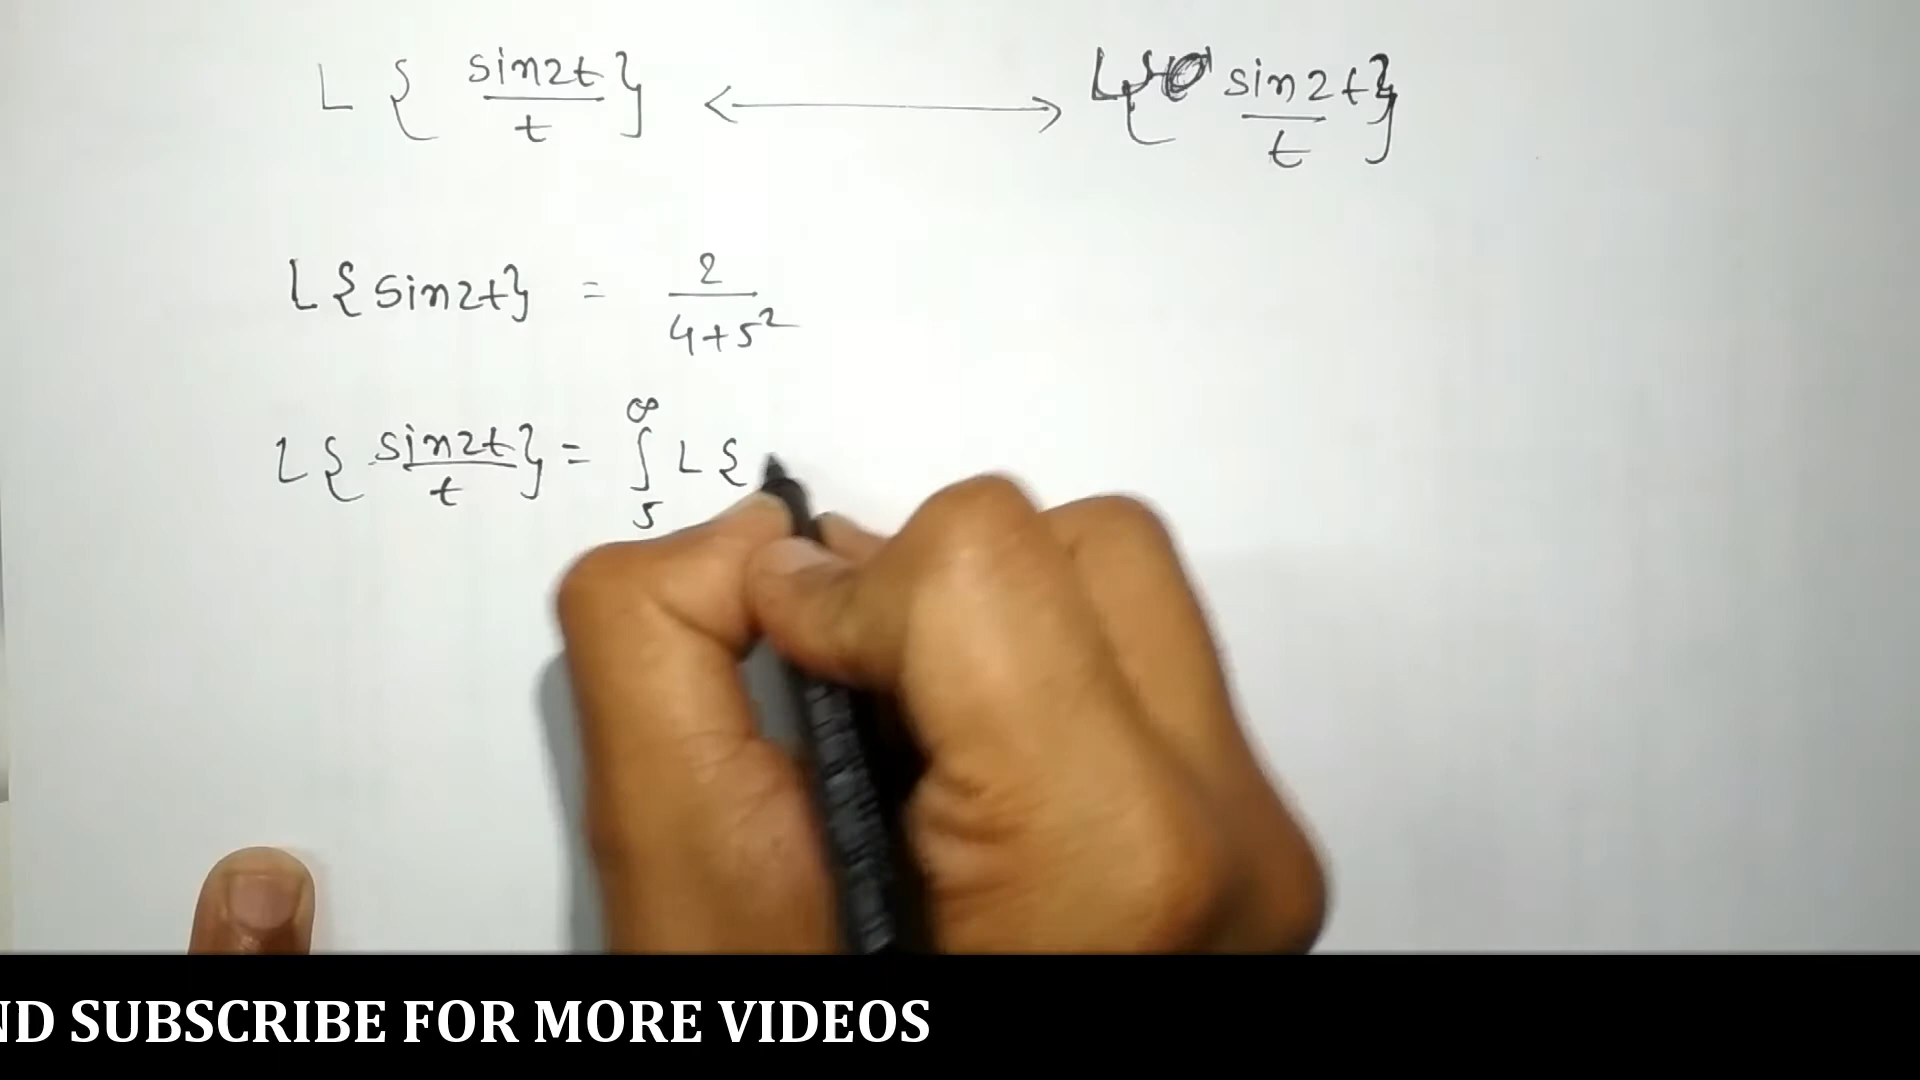 L { sin2t / t } ⟷ L { sin2t / t }
L{sin2t} = 2 / 4+s²
L{ sin2t / t } = ∫ₛ^∞ L {
ND SUBSCRIBE FOR MORE VIDEOS